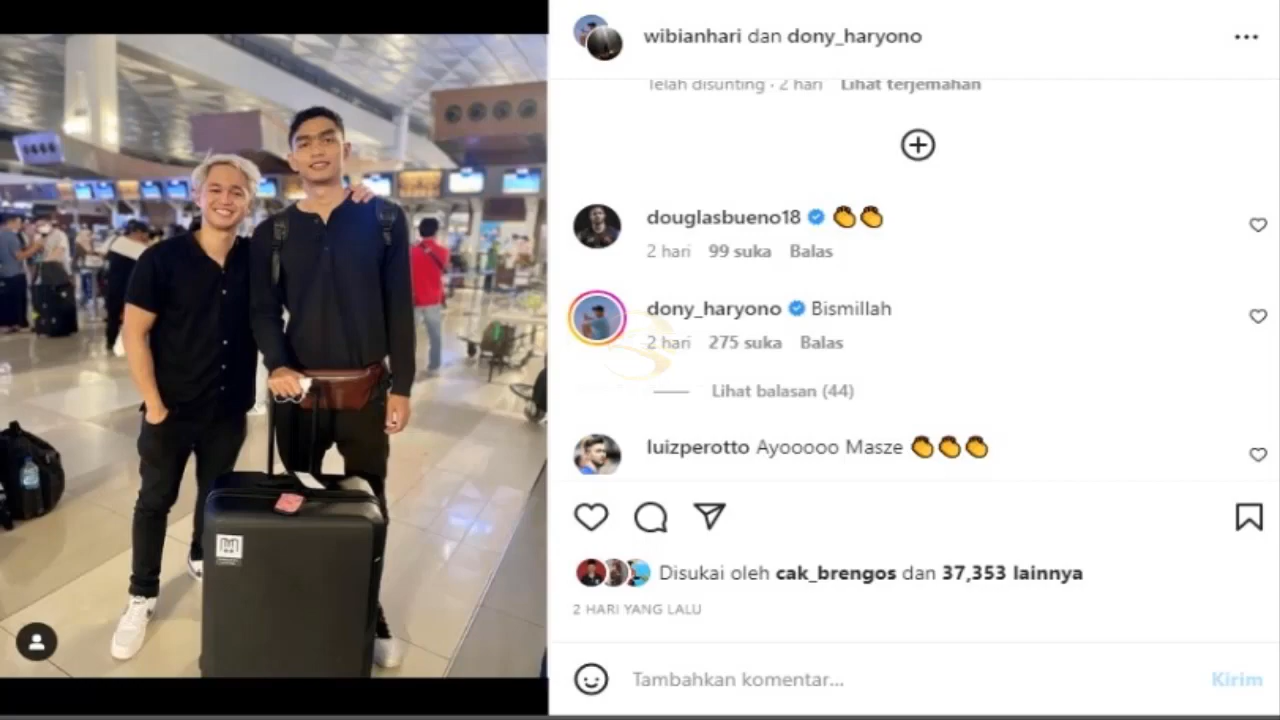 wibianhari dan dony_haryono
Telah disunting · 2 hari Lihat terjemahan
douglasbueno18 👏👏
2 hari 99 suka Balas
dony_haryono Bismillah
2 hari 275 suka Balas
Lihat balasan (44)
luizperotto Ayooooo Masze 👏👏👏
Disukai oleh cak_brengos dan 37,353 lainnya
2 HARI YANG LALU
Tambahkan komentar...
Kirim